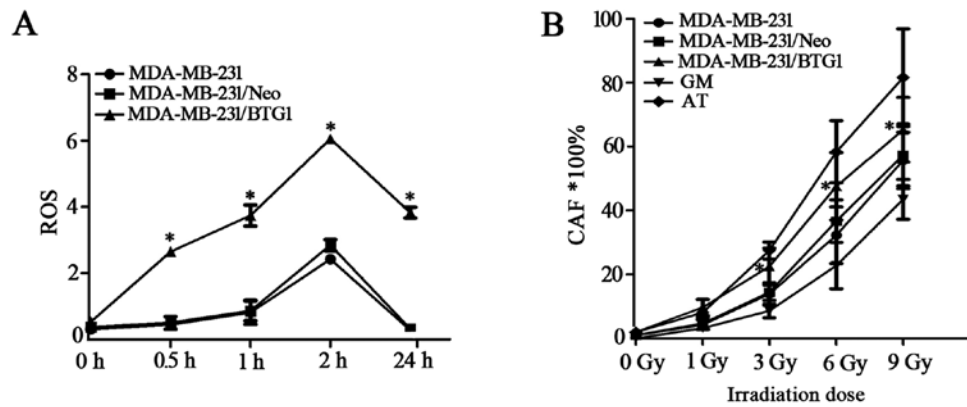 A
8
6
4
2
0
ROS
MDA-MB-231
MDA-MB-231/Neo
MDA-MB-231/BTG1
*
*
*
*
0 h
0.5 h
1 h
2 h
24 h
B
100
80
60
40
20
0
CAF *100%
MDA-MB-231
MDA-MB-231/Neo
MDA-MB-231/BTG1
GM
AT
*
*
*
0 Gy
1 Gy
3 Gy
6 Gy
9 Gy
Irradiation dose